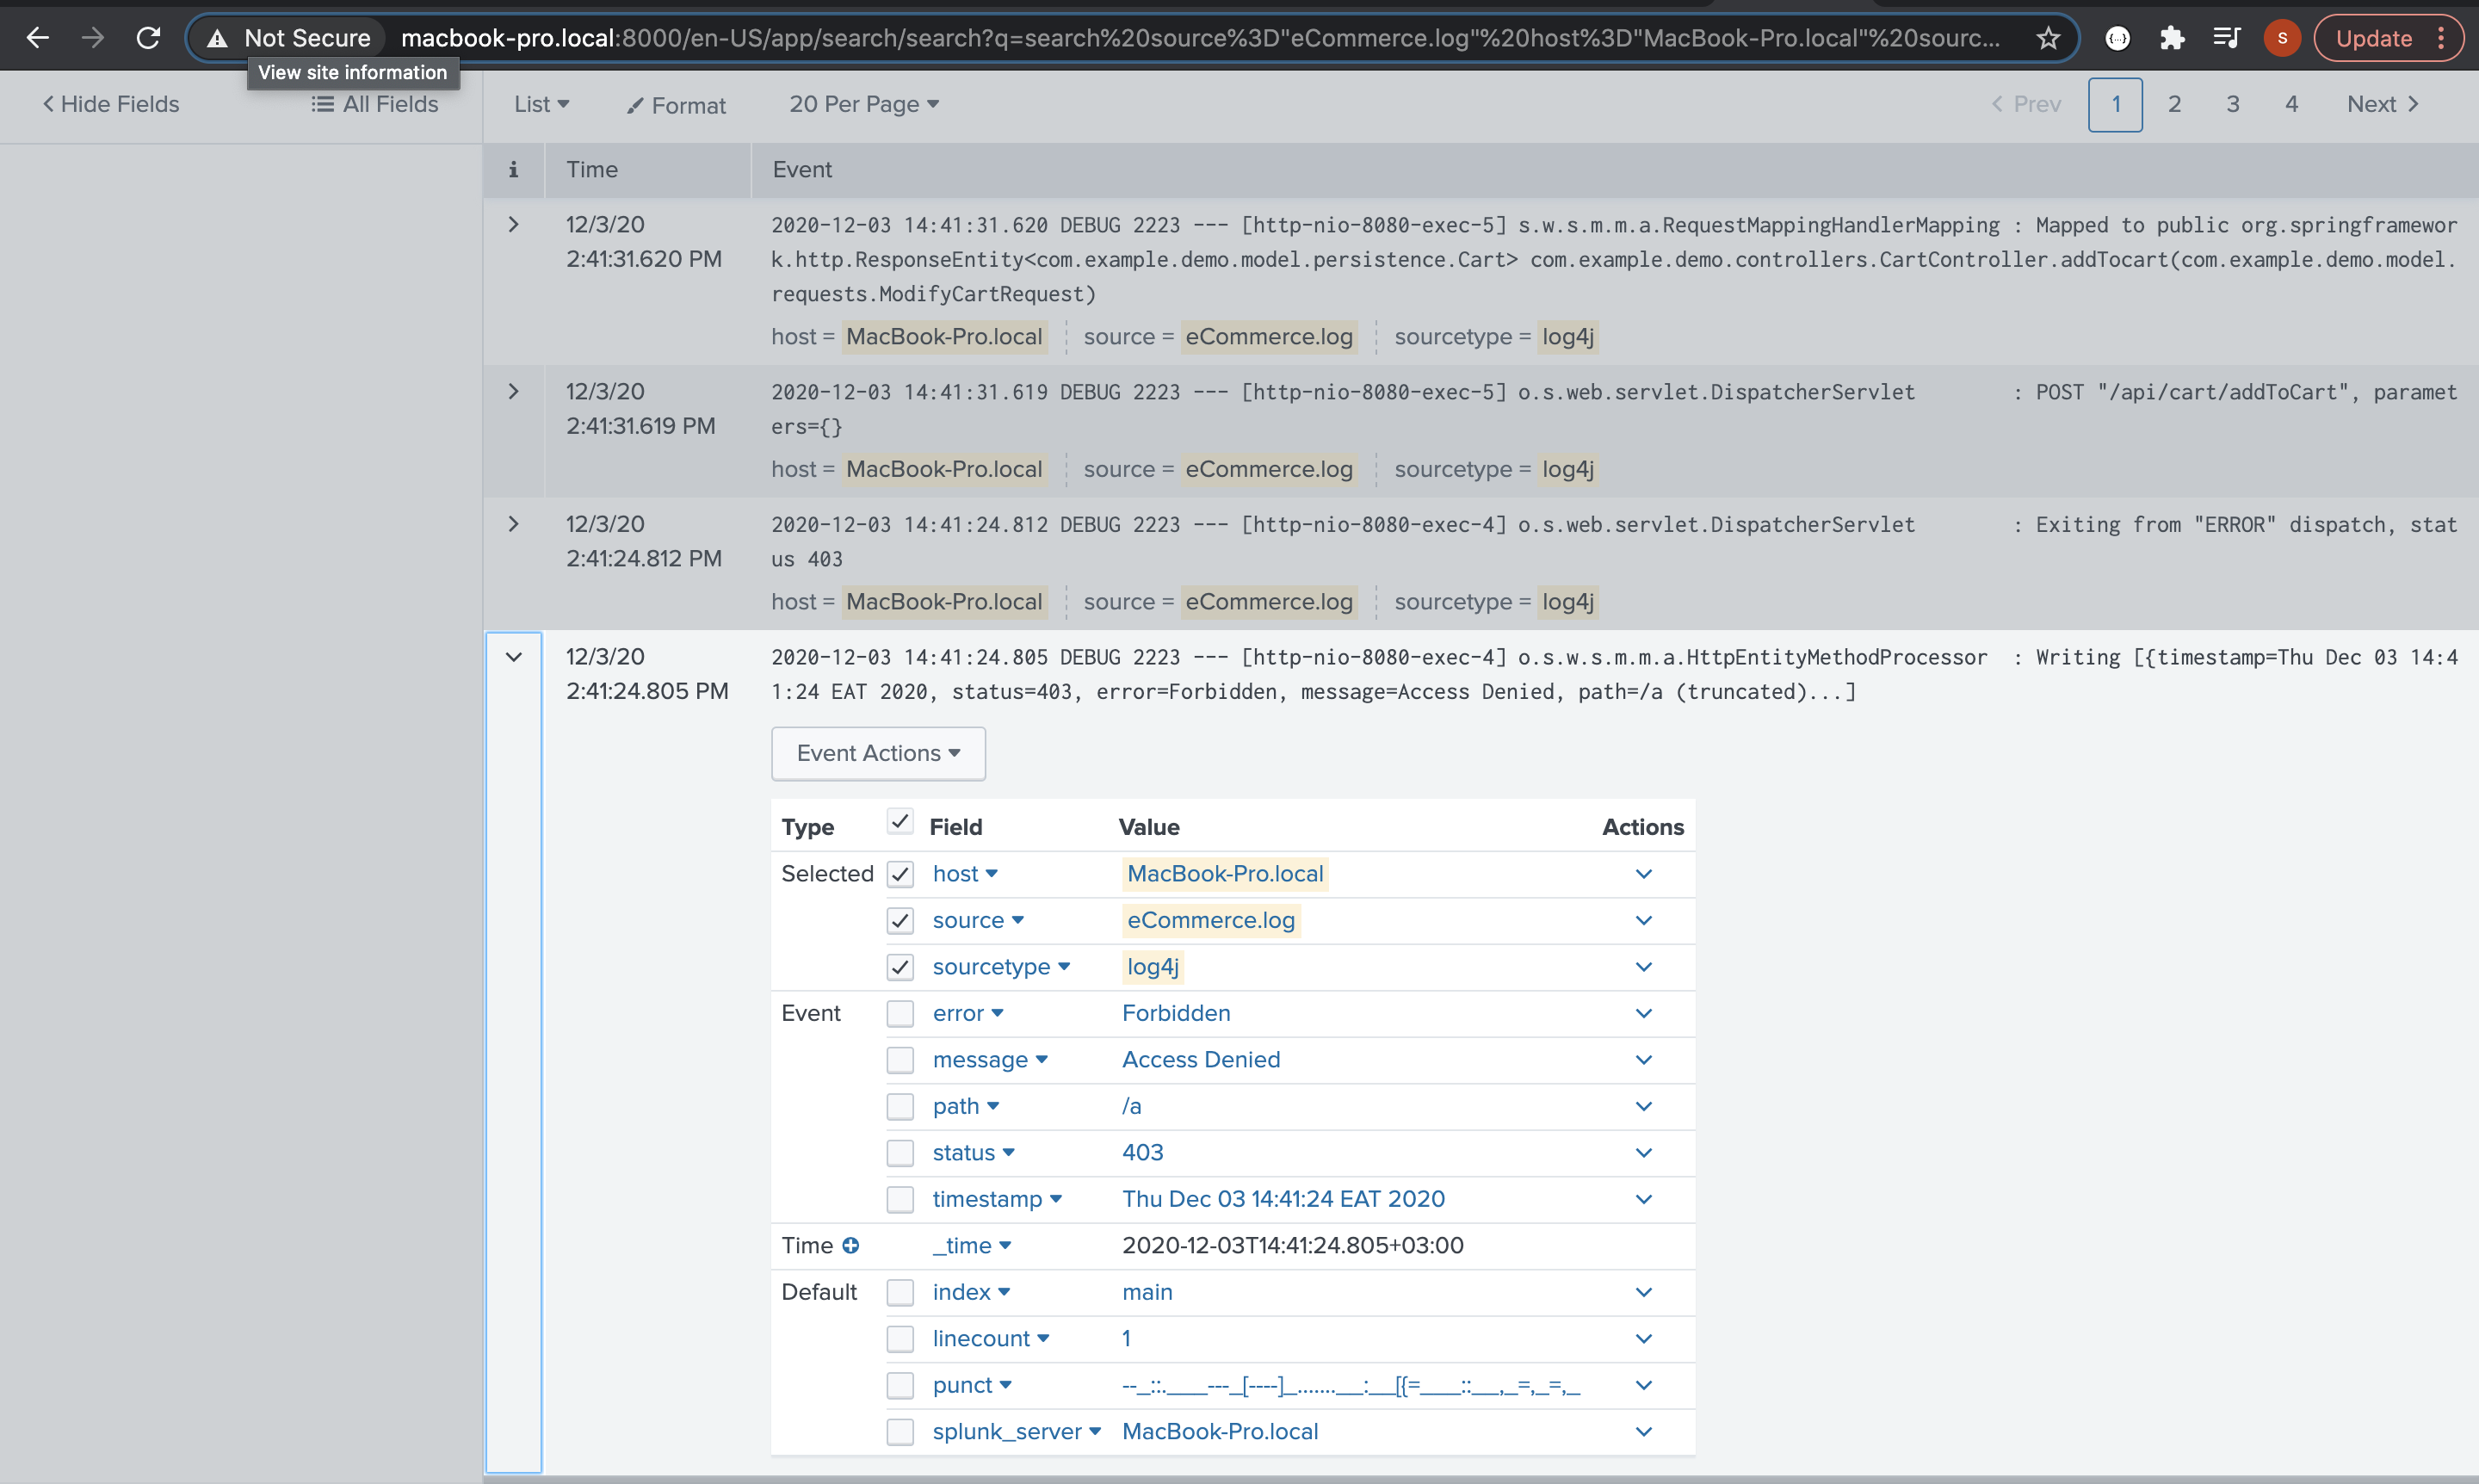 Not Secure macbook-pro.local:8000/en-US/app/search/search?q=search%20source%3D"eCommerce.log"%20host%3D"MacBook-Pro.local"%20sourc... S Update
View site information
Hide Fields All Fields List Format 20 Per Page Prev 1 2 3 4 Next
i Time Event
12/3/20 2020-12-03 14:41:31.620 DEBUG 2223 --- [http-nio-8080-exec-5] s.w.s.m.m.a.RequestMappingHandlerMapping : Mapped to public org.springframewor
2:41:31.620 PM k.http.ResponseEntity<com.example.demo.model.persistence.Cart> com.example.demo.controllers.CartController.addTocart(com.example.demo.model.
requests.ModifyCartRequest)
host = MacBook-Pro.local source = eCommerce.log sourcetype = log4j
12/3/20 2020-12-03 14:41:31.619 DEBUG 2223 --- [http-nio-8080-exec-5] o.s.web.servlet.DispatcherServlet : POST "/api/cart/addToCart", paramet
2:41:31.619 PM ers={}
host = MacBook-Pro.local source = eCommerce.log sourcetype = log4j
12/3/20 2020-12-03 14:41:24.812 DEBUG 2223 --- [http-nio-8080-exec-4] o.s.web.servlet.DispatcherServlet : Exiting from "ERROR" dispatch, stat
2:41:24.812 PM us 403
host = MacBook-Pro.local source = eCommerce.log sourcetype = log4j
12/3/20 2020-12-03 14:41:24.805 DEBUG 2223 --- [http-nio-8080-exec-4] o.s.w.s.m.m.a.HttpEntityMethodProcessor : Writing [{timestamp=Thu Dec 03 14:4
2:41:24.805 PM 1:24 EAT 2020, status=403, error=Forbidden, message=Access Denied, path=/a (truncated)...]
Event Actions
Type Field Value Actions
Selected host MacBook-Pro.local
source eCommerce.log
sourcetype log4j
Event error Forbidden
message Access Denied
path /a
status 403
timestamp Thu Dec 03 14:41:24 EAT 2020
Time _time 2020-12-03T14:41:24.805+03:00
Default index main
linecount 1
punct --_::.____---_[----]_.......__:__[{=____::__,_=,_=,_
splunk_server MacBook-Pro.local